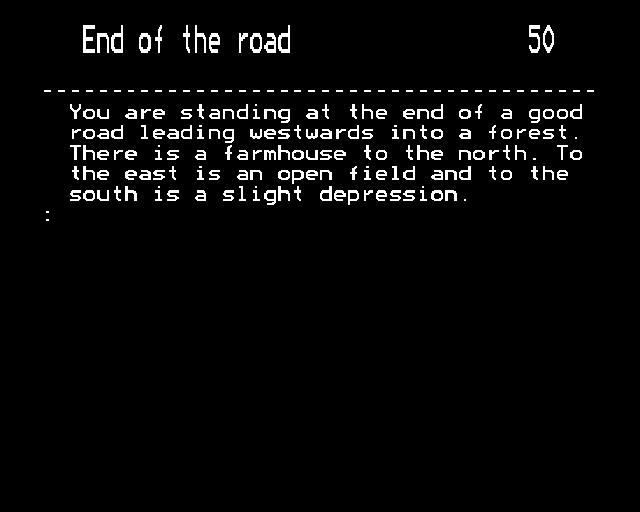 End of the road 50
------------------------------------------
You are standing at the end of a good
road leading westwards into a forest.
There is a farmhouse to the north. To
the east is an open field and to the
south is a slight depression.
: